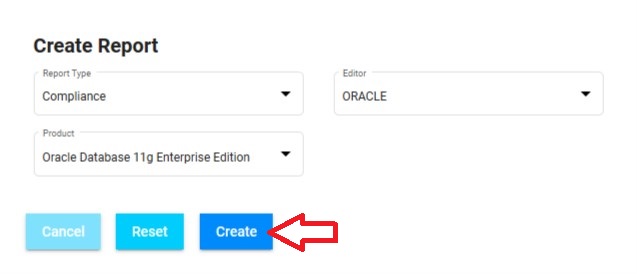 Create Report
Report Type
Compliance
Editor
ORACLE
Product
Oracle Database 11g Enterprise Edition
Cancel
Reset
Create